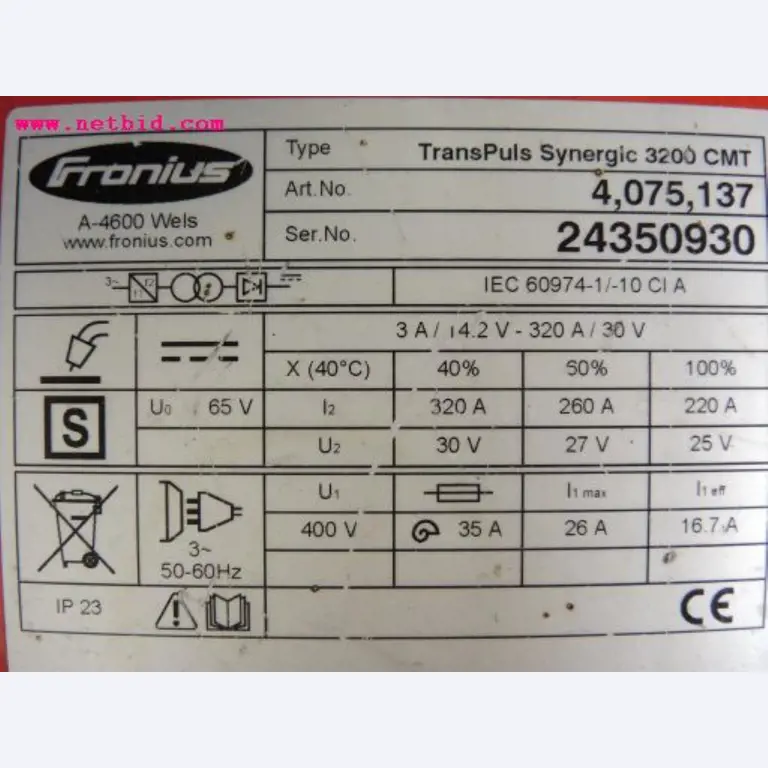 www.netbid.com
Fronius
A-4600 Wels
www.fronius.com
Type TransPuls Synergic 3200 CMT
Art.No. 4,075,137
Ser.No. 24350930
3~ f1 f2 IEC 60974-1/-10 Cl A
3 A / 14.2 V - 320 A / 30 V
X (40°C) 40% 60% 100%
S U0 65 V I2 320 A 260 A 220 A
U2 30 V 27 V 25 V
U1 I1 max I1 eff
400 V 35 A 26 A 16.7 A
3~
50-60Hz
IP 23 CE